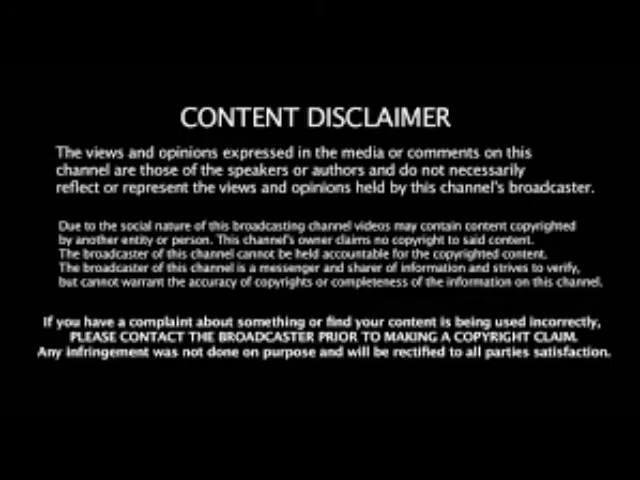 CONTENT DISCLAIMER
The views and opinions expressed in the media or comments on this
channel are those of the speakers or authors and do not necessarily
reflect or represent the views and opinions held by this channel's broadcaster.
Due to the social nature of this broadcasting channel videos may contain content copyrighted
by another entity or person. This channel's owner claims no copyright to said content.
The broadcaster of this channel cannot be held accountable for the copyrighted content.
The broadcaster of this channel is a messenger and sharer of information and strives to verify,
but cannot warrant the accuracy of copyrights or completeness of the information on this channel.
If you have a complaint about something or find your content is being used incorrectly,
PLEASE CONTACT THE BROADCASTER PRIOR TO MAKING A COPYRIGHT CLAIM.
Any infringement was not done on purpose and will be rectified to all parties satisfaction.